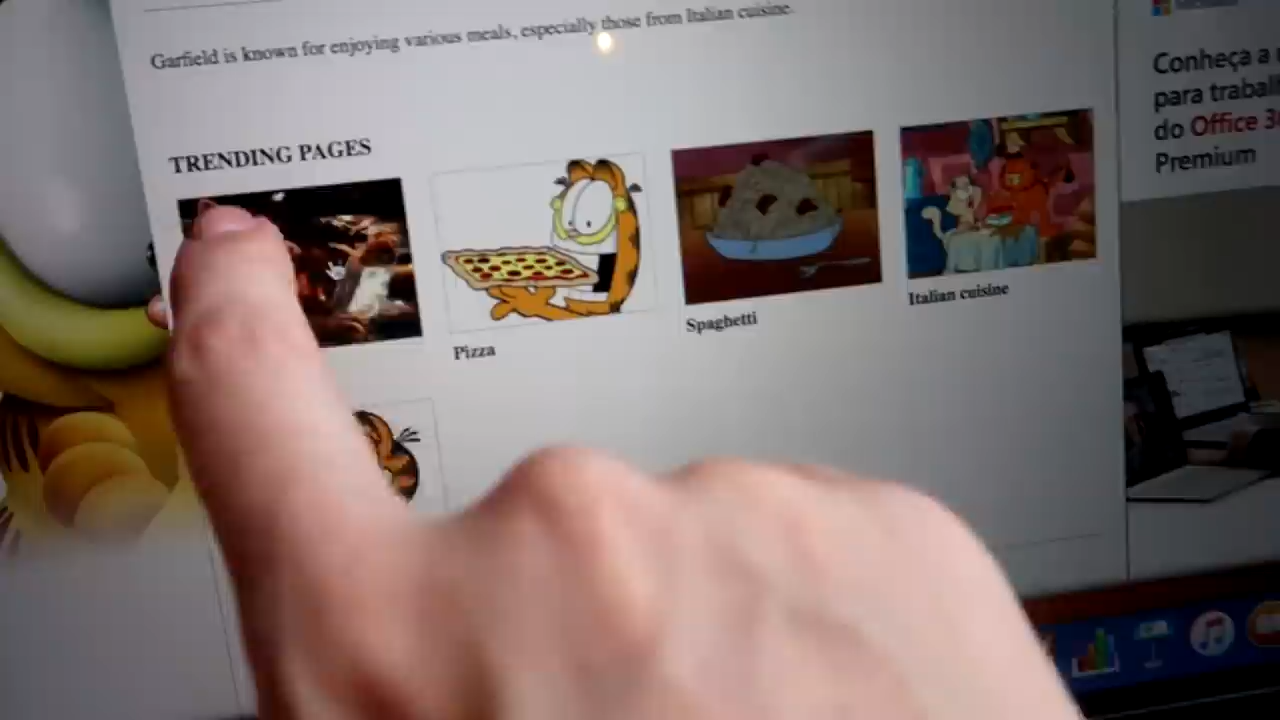 Garfield is known for enjoying various meals, especially those from Italian cuisine.
TRENDING PAGES
Pizza
Spaghetti
Italian cuisine
Conheça a
para trabal
do Office 3
Premium